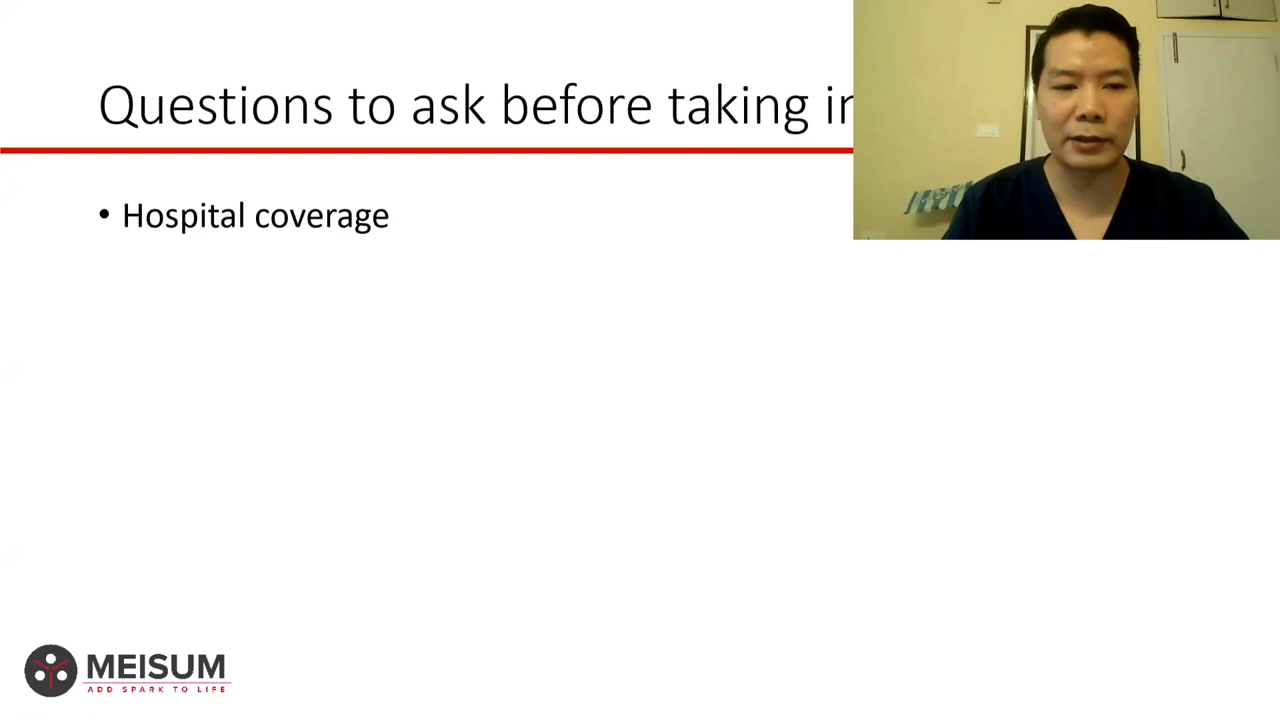 Questions to ask before taking
• Hospital coverage
MEISUM
ADD SPARK TO LIFE